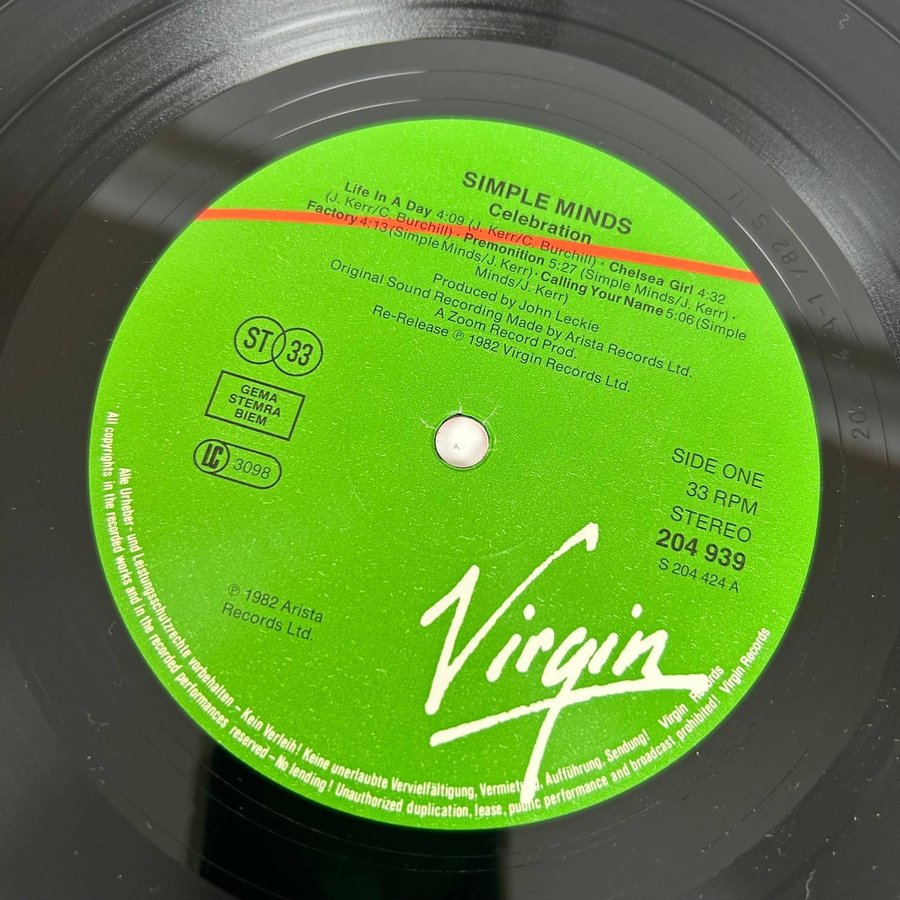 SIMPLE MINDS
Celebration
Life In A Day 4:09 (J. Kerr/C. Burchill) · Chelsea Girl 4:32
(J. Kerr/C. Burchill) · Premonition 5:27 (Simple Minds/J. Kerr) ·
Factory 4:13 (Simple Minds/J. Kerr) · Calling Your Name 5:06 (Simple
Minds/J. Kerr)
Produced by John Leckie
Original Sound Recording Made by Arista Records Ltd.
A Zoom Record Prod.
Re-Release ℗ 1982 Virgin Records Ltd.
ST 33
GEMA
STEMRA
BIEM
LC 3098
SIDE ONE
33 RPM
STEREO
204 939
S 204 424 A
℗ 1982 Arista
Records Ltd.
Virgin
Alle Urheber- und Leistungsschutzrechte vorbehalten – Kein Verleih! Keine unerlaubte Vervielfältigung, Aufführung, Sendung! Virgin Records
All copyrights in the recorded works and in the recorded performances reserved – No lending! Unauthorized duplication, lease, public performance and broadcast prohibited! Virgin Records